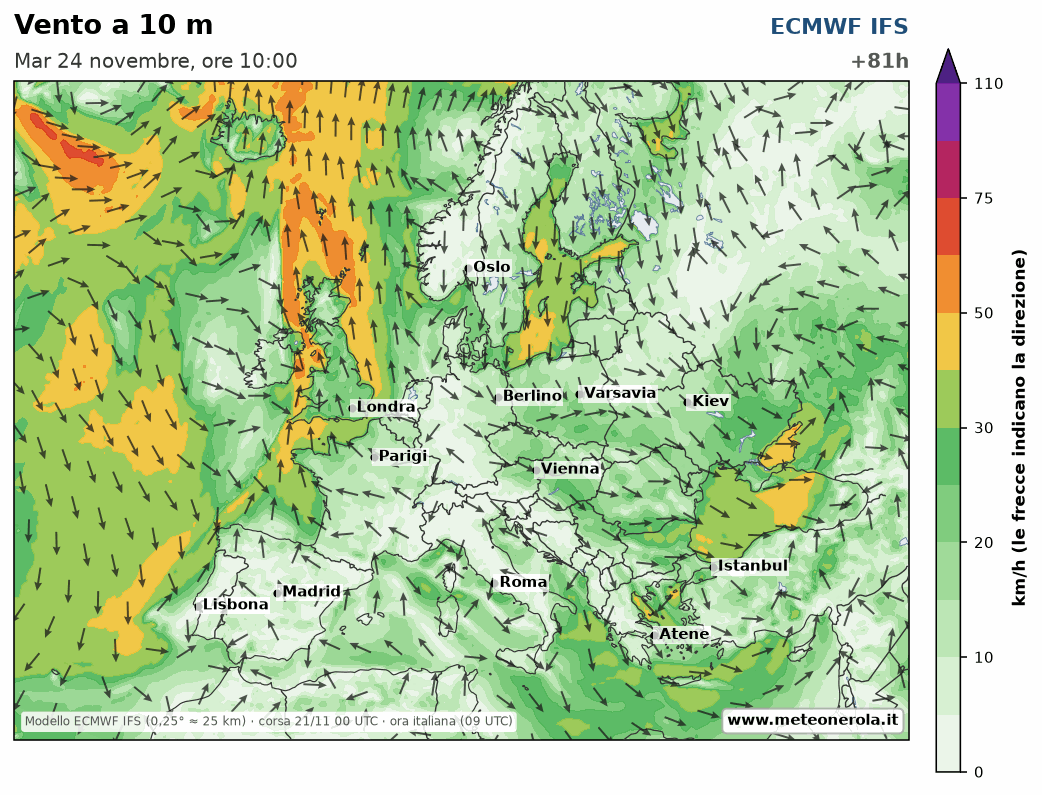 Vento a 10 m
ECMWF IFS
Mar 24 novembre, ore 10:00
+81h
Oslo
Londra
Berlino
Varsavia
Kiev
Parigi
Vienna
Istanbul
Roma
Madrid
Lisbona
Atene
Modello ECMWF IFS (0,25° ≈ 25 km) · corsa 21/11 00 UTC · ora italiana (09 UTC)
www.meteonerola.it
110
75
50
30
20
10
0
km/h (le frecce indicano la direzione)